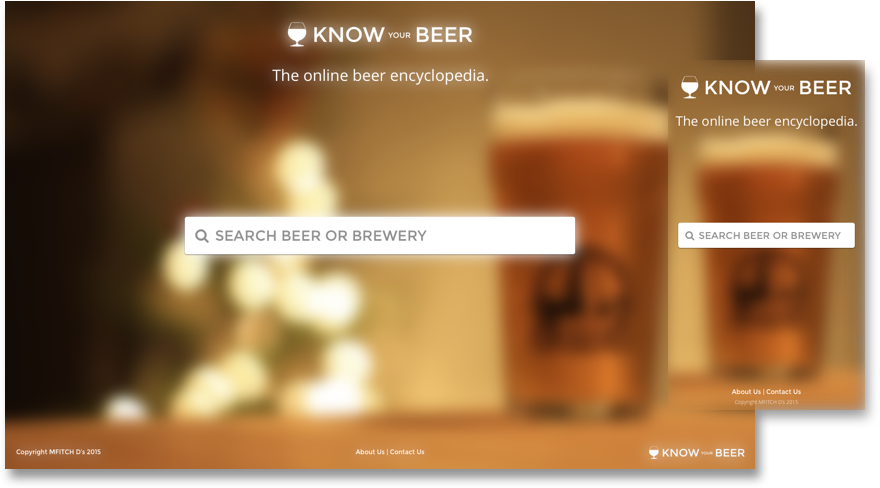 KNOW YOUR BEER
The online beer encyclopedia.
SEARCH BEER OR BREWERY
Copyright MFITCH D's 2015
About Us | Contact Us
KNOW YOUR BEER
KNOW YOUR BEER
The online beer encyclopedia.
SEARCH BEER OR BREWERY
About Us | Contact Us
Copyright MFITCH D's 2015